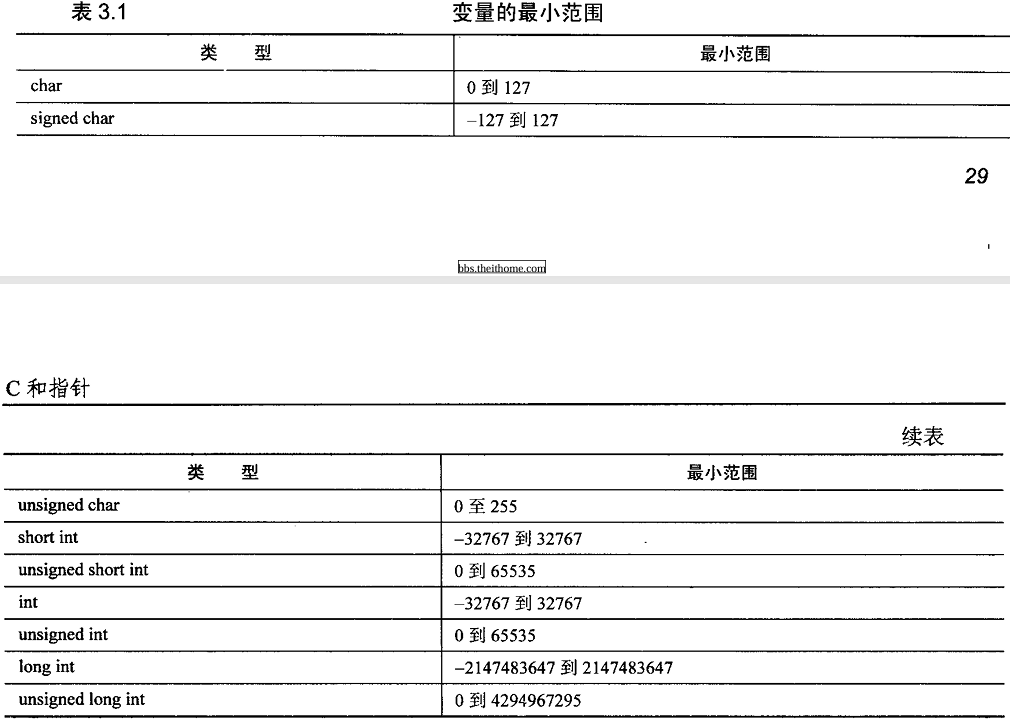 表 3.1 变量的最小范围
类 型 最小范围
char 0 到 127
signed char –127 到 127
29
bbs.theithome.com
C 和指针
续表
类 型 最小范围
unsigned char 0 至 255
short int –32767 到 32767
unsigned short int 0 到 65535
int –32767 到 32767
unsigned int 0 到 65535
long int –2147483647 到 2147483647
unsigned long int 0 到 4294967295